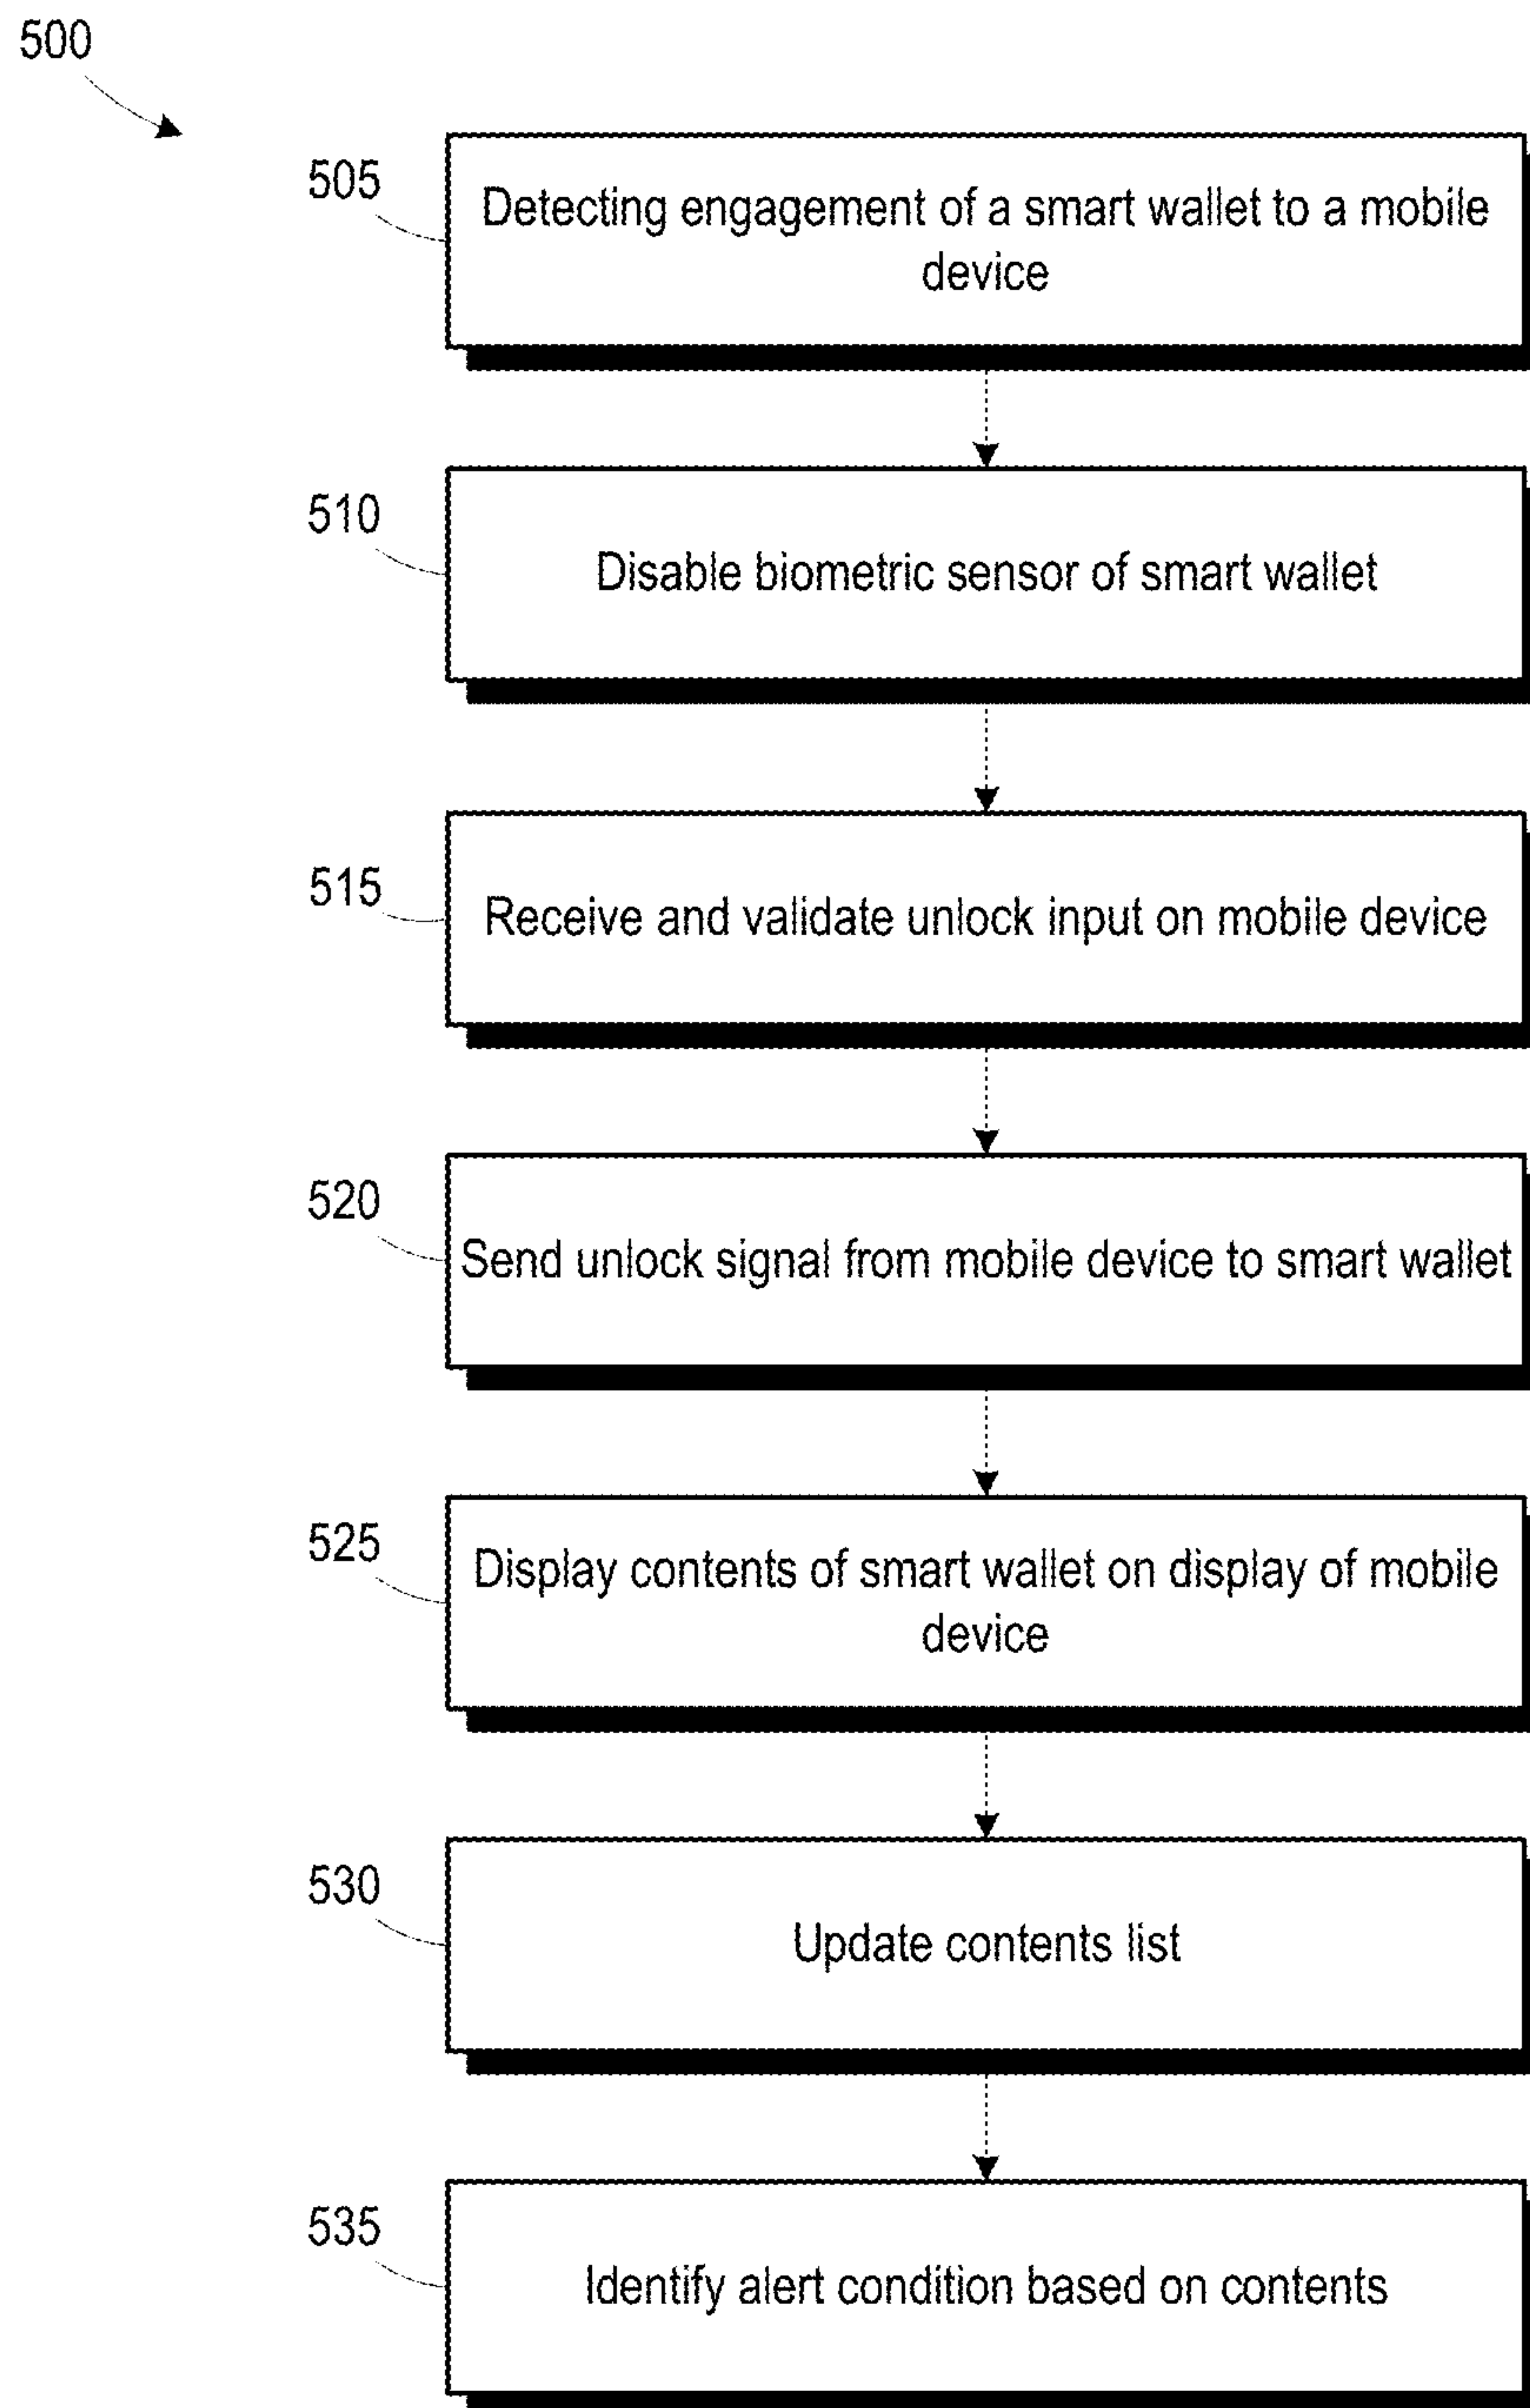 500
505
Detecting engagement of a smart wallet to a mobile
device
510
Disable biometric sensor of smart wallet
515
Receive and validate unlock input on mobile device
520
Send unlock signal from mobile device to smart wallet
525
Display contents of smart wallet on display of mobile
device
530
Update contents list
535
Identify alert condition based on contents